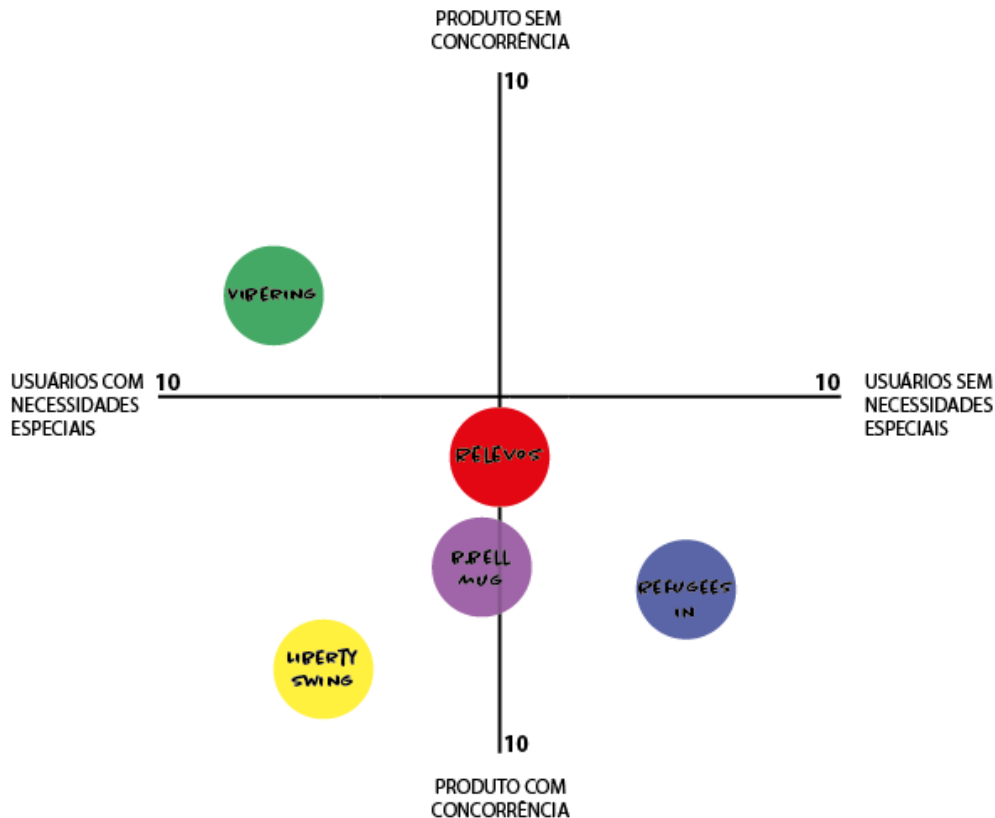 PRODUTO SEM
CONCORRÊNCIA
10
VIBERING
USUÁRIOS COM
NECESSIDADES
ESPECIAIS
10
10
USUÁRIOS SEM
NECESSIDADES
ESPECIAIS
RELEVOS
B.BELL
MUG
REFUGEES
IN
LIBERTY
SWING
10
PRODUTO COM
CONCORRÊNCIA